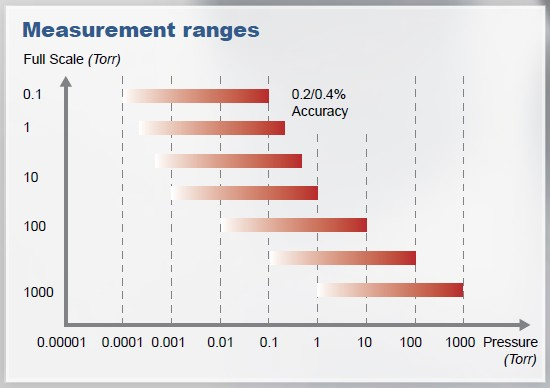 Measurement ranges
Full Scale (Torr)
0.1
0.2/0.4%
Accuracy
1
10
100
1000
0.00001 0.0001 0.001 0.01 0.1 1 10 100 1000 Pressure
(Torr)